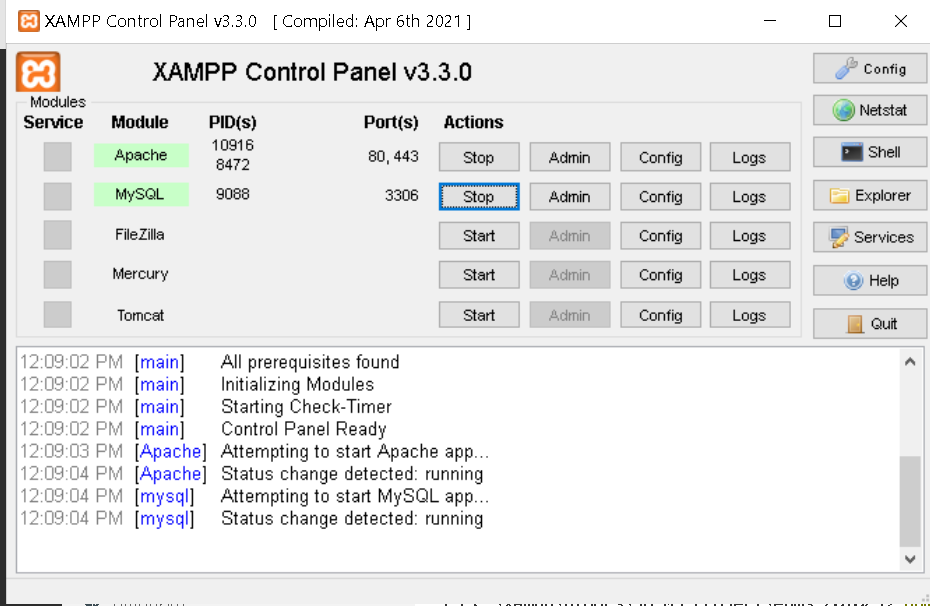 XAMPP Control Panel v3.3.0 [ Compiled: Apr 6th 2021 ]
XAMPP Control Panel v3.3.0
Modules
Service Module PID(s) Port(s) Actions
Apache 10916 8472 80, 443 Stop Admin Config Logs
MySQL 9088 3306 Stop Admin Config Logs
FileZilla Start Admin Config Logs
Mercury Start Admin Config Logs
Tomcat Start Admin Config Logs
Config
Netstat
Shell
Explorer
Services
Help
Quit
12:09:02 PM [main] All prerequisites found
12:09:02 PM [main] Initializing Modules
12:09:02 PM [main] Starting Check-Timer
12:09:02 PM [main] Control Panel Ready
12:09:03 PM [Apache] Attempting to start Apache app...
12:09:04 PM [Apache] Status change detected: running
12:09:04 PM [mysql] Attempting to start MySQL app...
12:09:04 PM [mysql] Status change detected: running